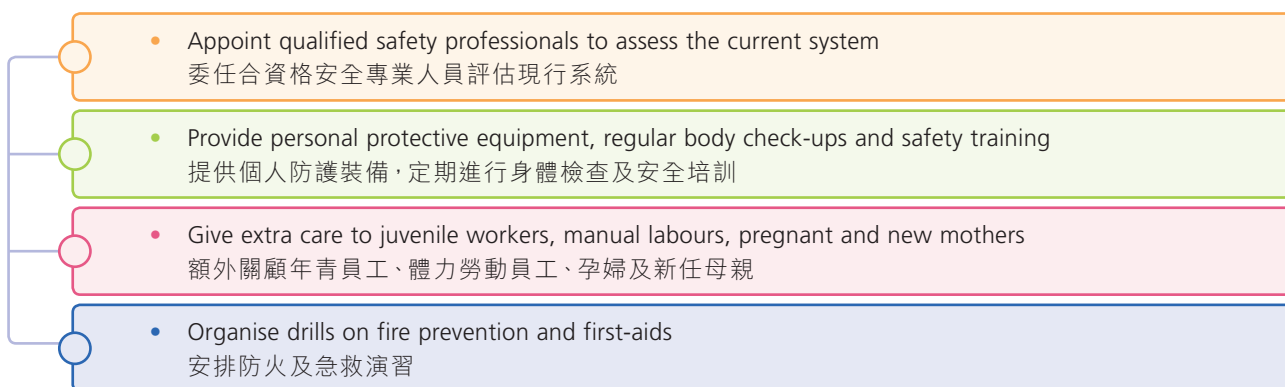 • Appoint qualified safety professionals to assess the current system
委任合資格安全專業人員評估現行系統
• Provide personal protective equipment, regular body check-ups and safety training
提供個人防護裝備，定期進行身體檢查及安全培訓
• Give extra care to juvenile workers, manual labours, pregnant and new mothers
額外關顧年青員工、體力勞動員工、孕婦及新任母親
• Organise drills on fire prevention and first-aids
安排防火及急救演習